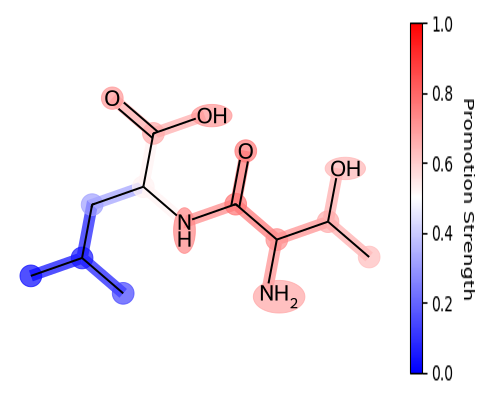 O
OH
O
OH
N
H
NH₂
1.0
0.8
0.6
0.4
0.2
0.0
Promotion Strength